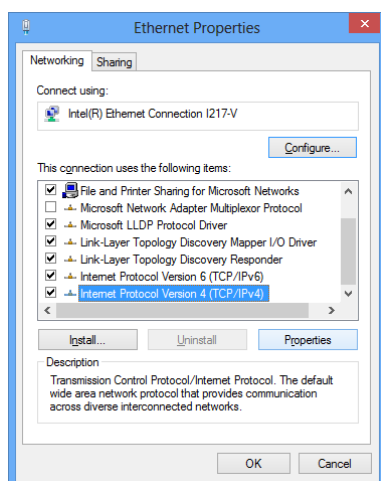 Ethernet Properties
Networking
Sharing
Connect using:
Intel(R) Ethernet Connection I217-V
Configure...
This connection uses the following items:
File and Printer Sharing for Microsoft Networks
Microsoft Network Adapter Multiplexor Protocol
Microsoft LLDP Protocol Driver
Link-Layer Topology Discovery Mapper I/O Driver
Link-Layer Topology Discovery Responder
Internet Protocol Version 6 (TCP/IPv6)
Internet Protocol Version 4 (TCP/IPv4)
Install...
Uninstall
Properties
Description
Transmission Control Protocol/Internet Protocol. The default
wide area network protocol that provides communication
across diverse interconnected networks.
OK
Cancel